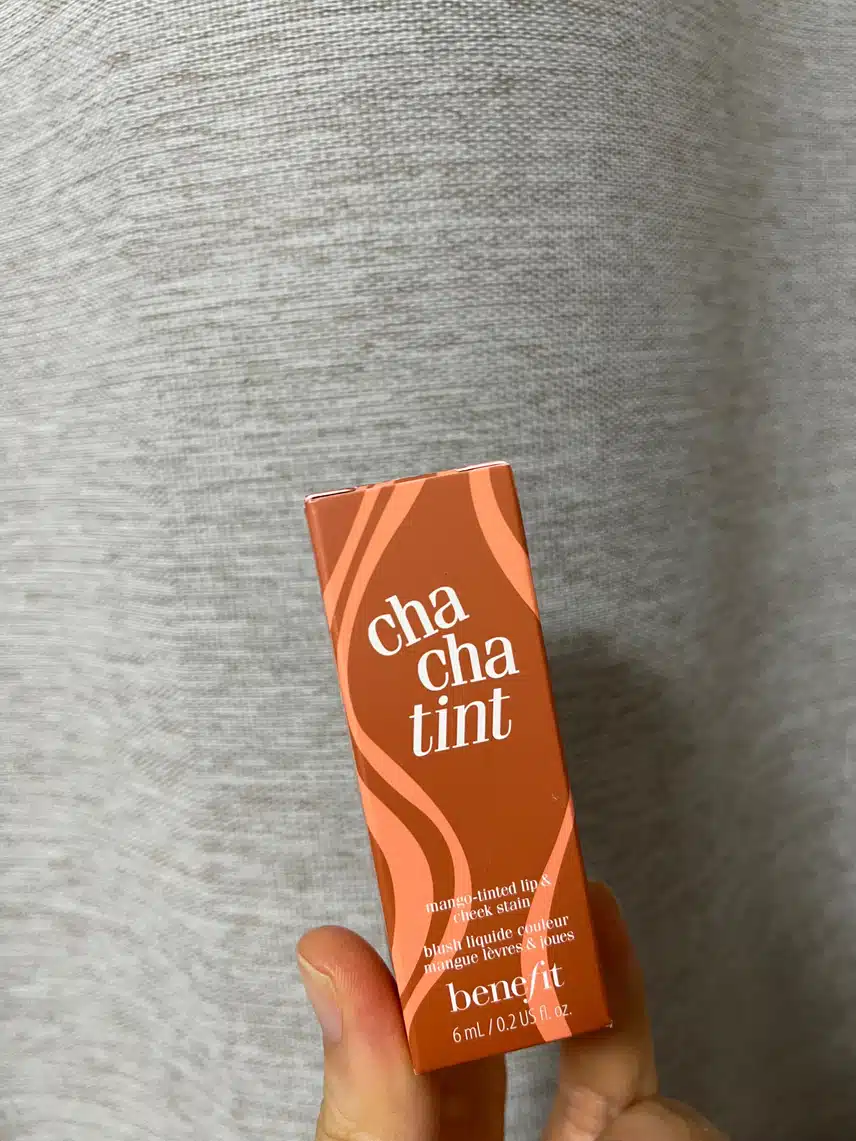 cha
cha
tint
mango-tinted lip &
cheek stain
blush liquide couleur
mangue lèvres & joues
benefit
6 mL / 0.2 US fl. oz.